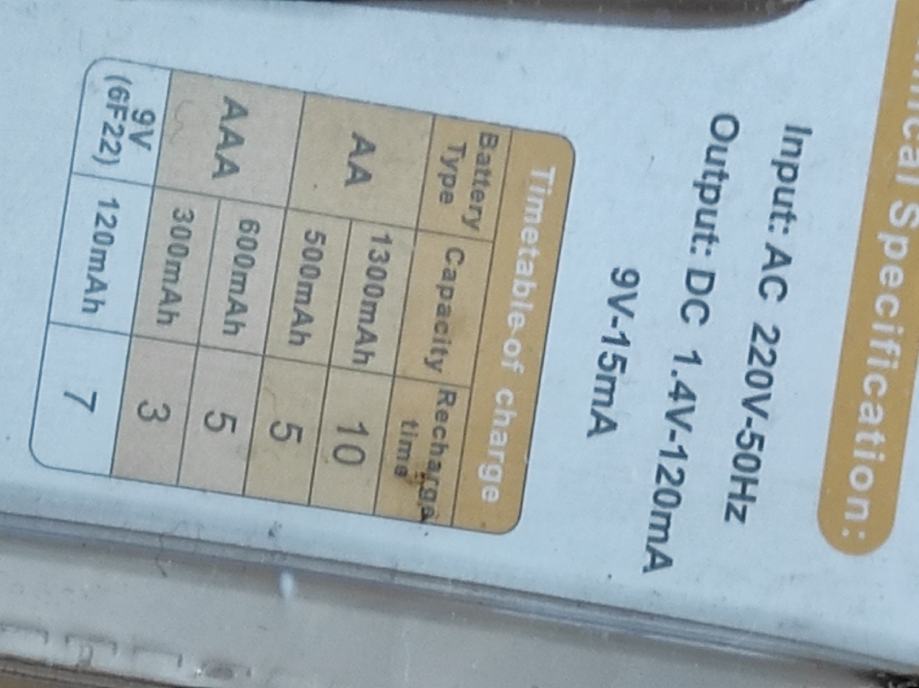 Specification:
Input: AC 220V-50Hz
Output: DC 1.4V-120mA
9V-15mA
Timetable of charge
Battery Type Capacity Recharge time
AA 1300mAh 10
500mAh 5
AAA 600mAh 5
300mAh 3
9V (6F22) 120mAh 7